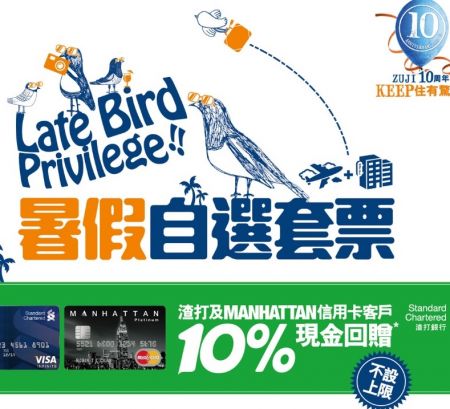 10
ZUJI 10周年
KEEP住有驚
Late Bird
Privilege!!
暑假自選套票
Standard
Chartered
VISA
INFINITE
MANHATTAN
Platinum
MasterCard
渣打及MANHATTAN信用卡客戶
10%現金回贈*
Standard
Chartered
渣打銀行
不設
上限